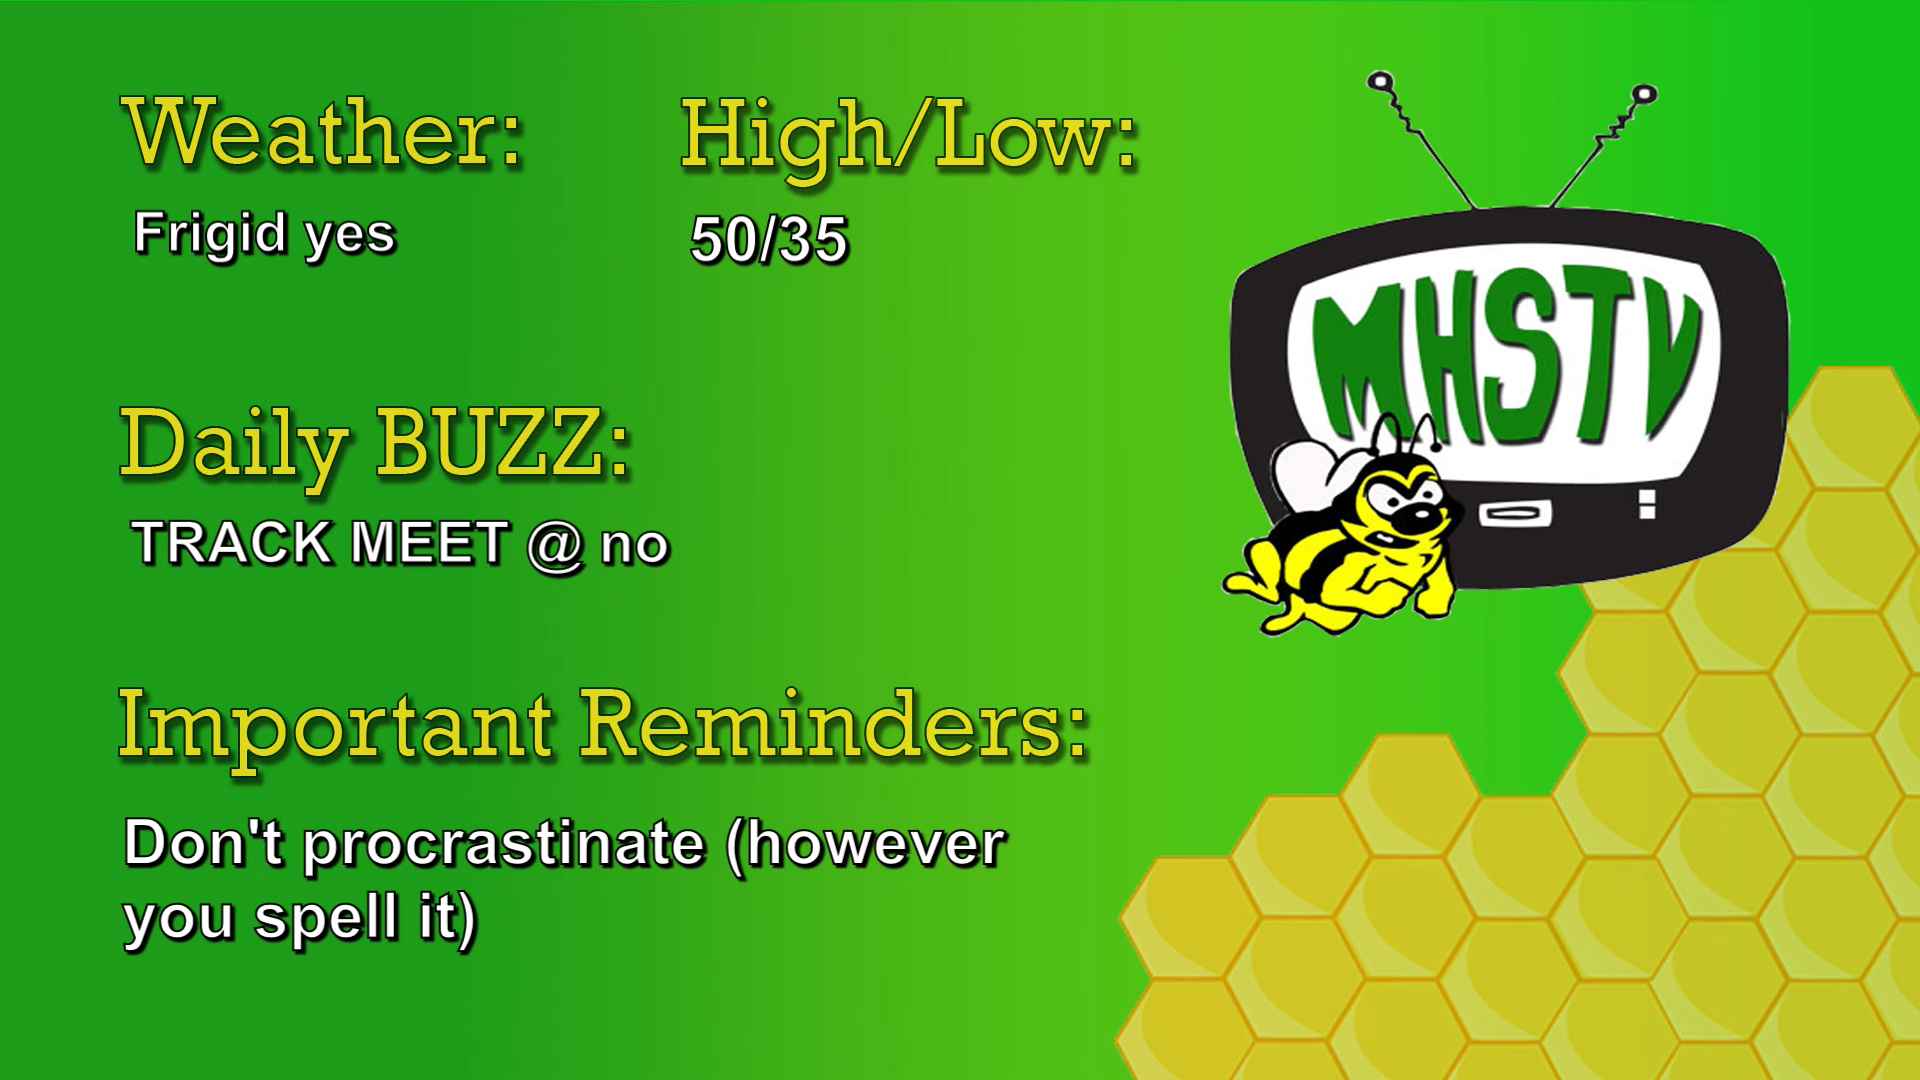 Weather:
High/Low:
Frigid yes
50/35
MHSTV
Daily BUZZ:
TRACK MEET @ no
Important Reminders:
Don't procrastinate (however
you spell it)